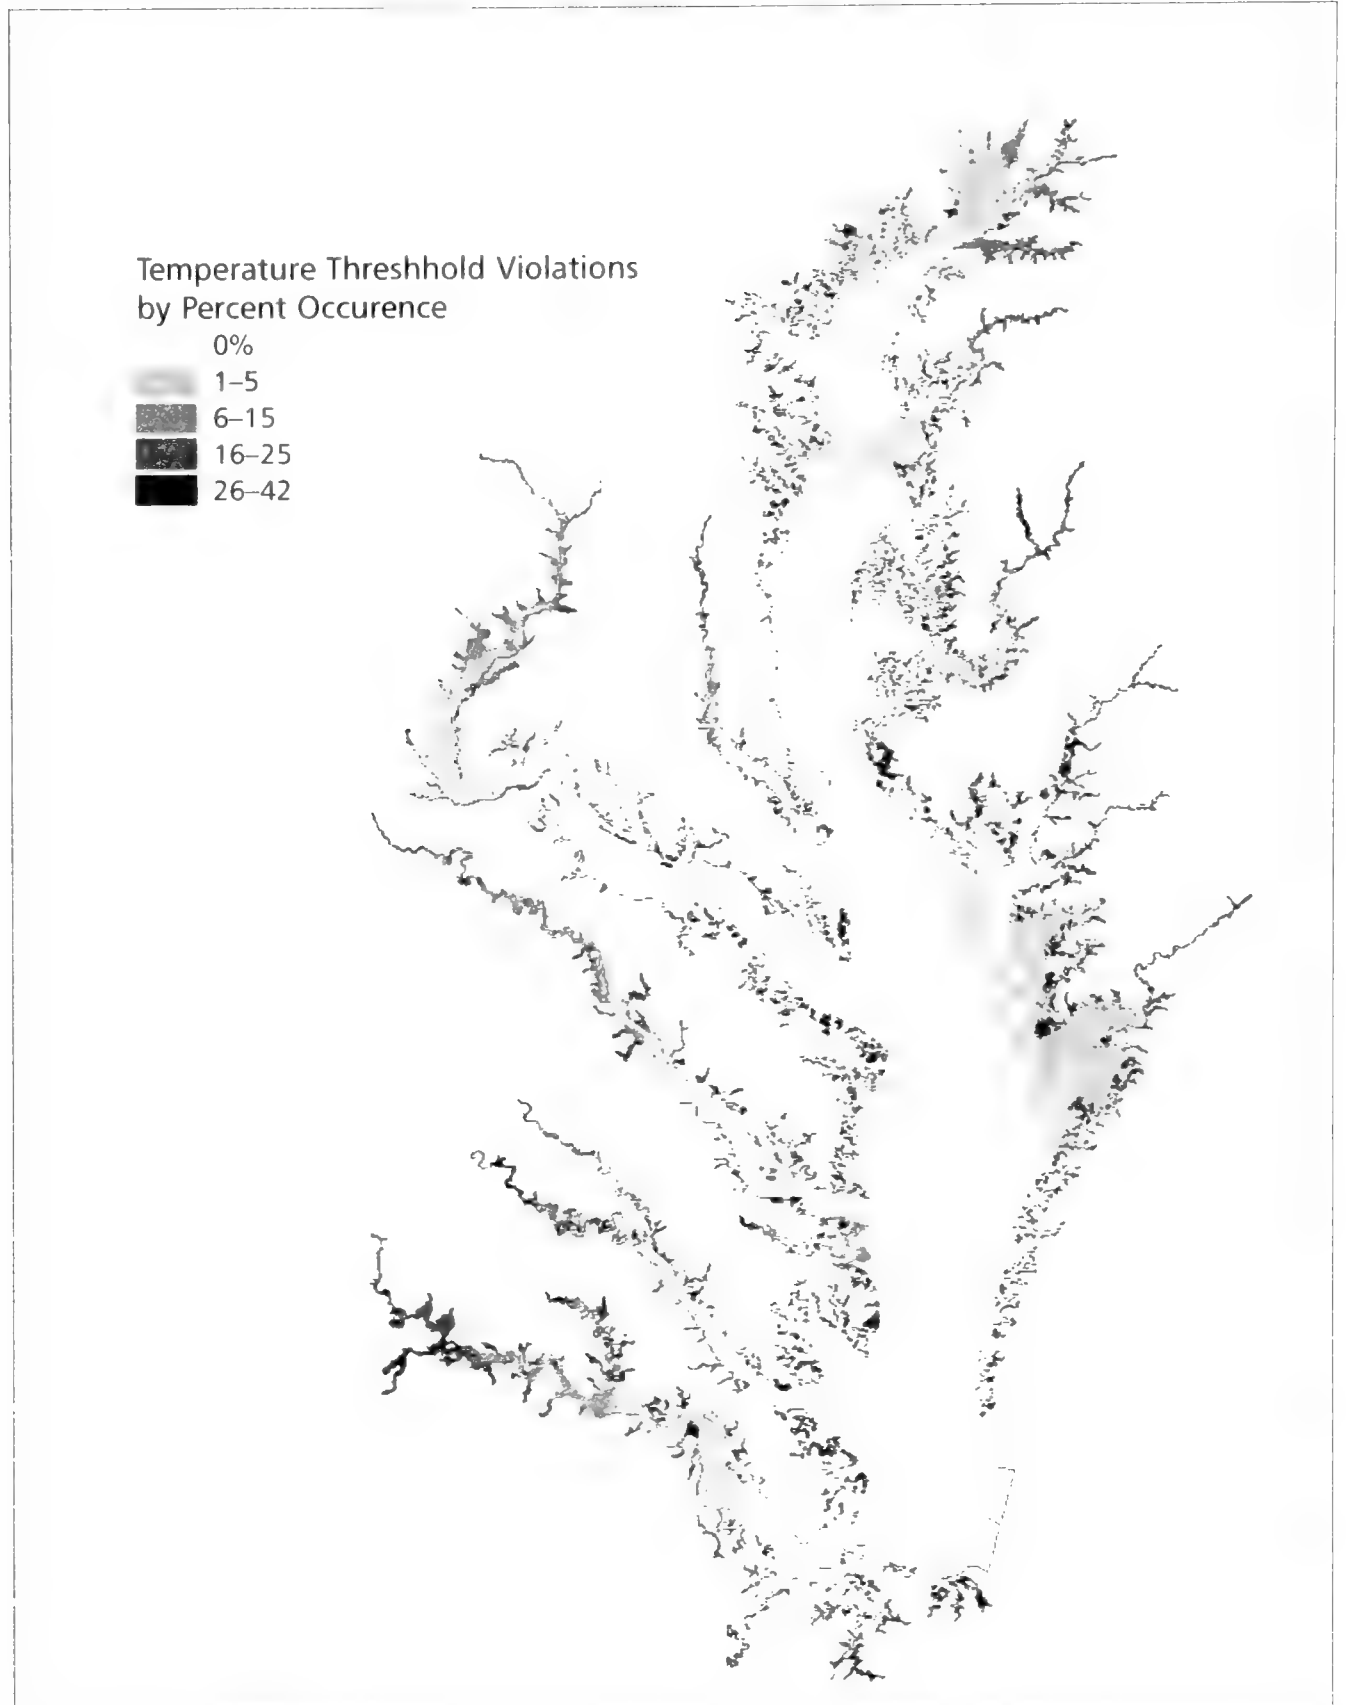 Temperature Threshhold Violations
by Percent Occurence
0%
1–5
6–15
16–25
26–42